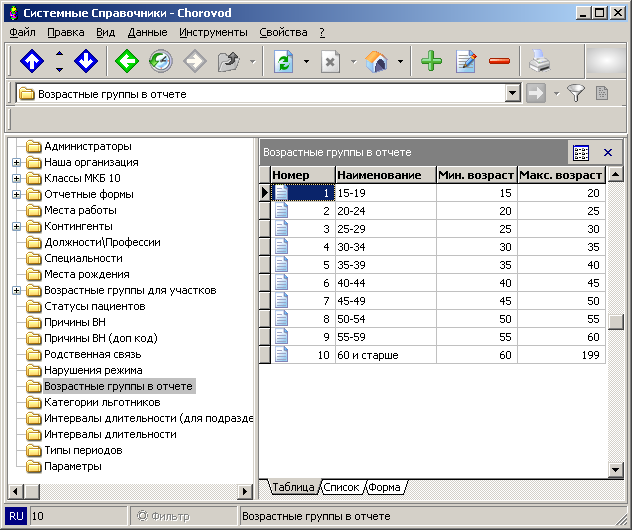 Системные Справочники - Chorovod
Файл Правка Вид Данные Инструменты Свойства ?
Возрастные группы в отчете
Администраторы
Наша организация
Классы МКБ 10
Отчетные формы
Места работы
Контингенты
Должности\Профессии
Специальности
Места рождения
Возрастные группы для участков
Статусы пациентов
Причины ВН
Причины ВН (доп код)
Родственная связь
Нарушения режима
Возрастные группы в отчете
Категории льготников
Интервалы длительности (для подразде
Интервалы длительности
Типы периодов
Параметры
Возрастные группы в отчете
Номер Наименование Мин. возраст Макс. возраст
1 15-19 15 20
2 20-24 20 25
3 25-29 25 30
4 30-34 30 35
5 35-39 35 40
6 40-44 40 45
7 45-49 45 50
8 50-54 50 55
9 55-59 55 60
10 60 и старше 60 199
Таблица Список Форма
RU 10 Фильтр Возрастные группы в отчете